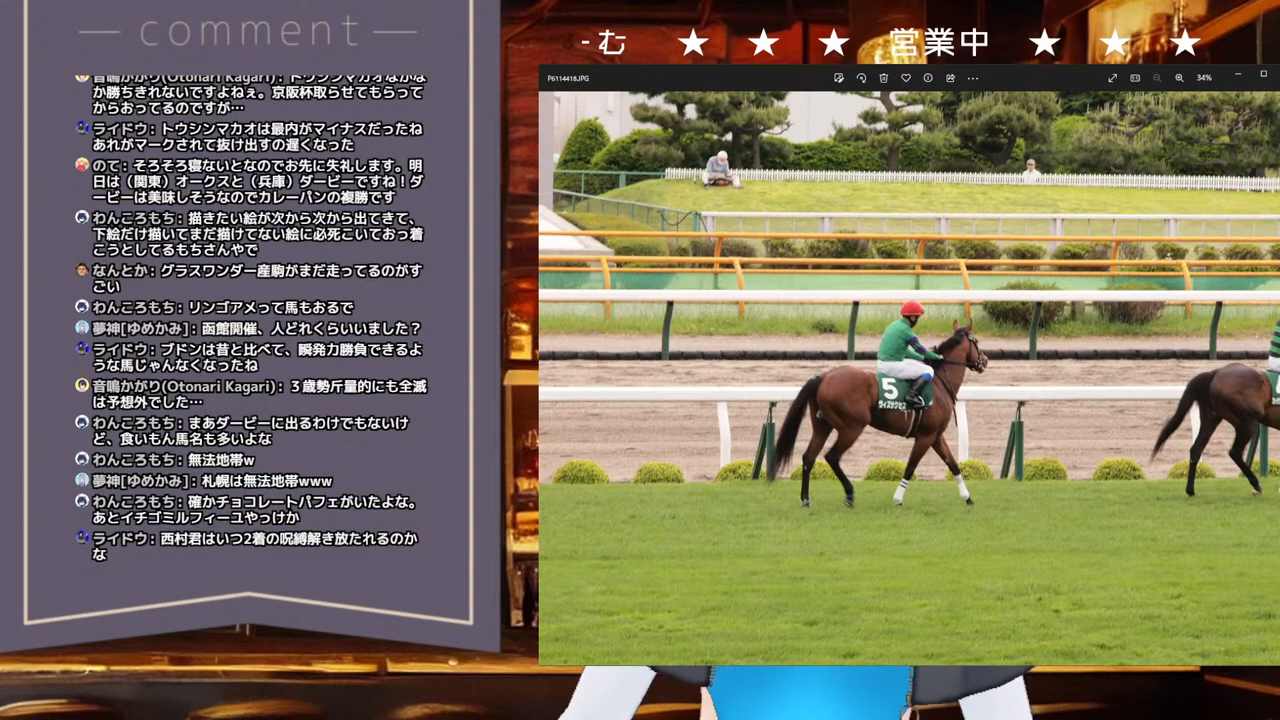 comment
音鳴かがり(Otonari Kagari): トウシンマカオなかな
か勝ちきれないですよねぇ。京阪杯取らせてもらって
からおってるのですが…
ライドウ: トウシンマカオは最内がマイナスだったね
あれがマークされて抜け出すの遅くなった
のて: そろそろ寝ないとなのでお先に失礼します。明
日は（関東）オークスと（兵庫）ダービーですね！ダ
ービーは美味しそうなのでカレーパンの複勝です
わんころもち: 描きたい絵が次から次から出てきて、
下絵だけ描いてまだ描けてない絵に必死こいておっ着
こうとしてるもちさんやで
なんとか: グラスワンダー産駒がまだ走ってるのがす
ごい
わんころもち: リンゴアメって馬もおるで
夢神[ゆめかみ]: 函館開催、人どれくらいいました？
ライドウ: ブドンは昔と比べて、瞬発力勝負できるよ
うな馬じゃんなくなったね
音鳴かがり(Otonari Kagari): ３歳勢斤量的にも全滅
は予想外でした…
わんころもち: まあダービーに出るわけでもないけ
ど、食いもん馬名も多いよな
わんころもち: 無法地帯w
夢神[ゆめかみ]: 札幌は無法地帯www
わんころもち: 確かチョコレートパフェがいたよな。
あとイチゴミルフィーユやっけか
ライドウ: 西村君はいつ2着の呪縛解き放たれるのか
な
-む ★ ★ ★ 営業中 ★ ★ ★
P6114418.JPG
34%
5